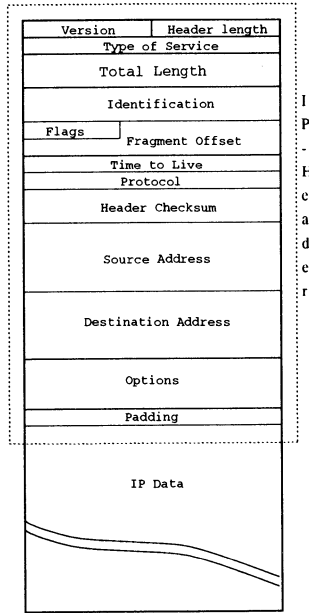 Version Header length
Type of Service
Total Length
Identification
Flags
Fragment Offset
Time to Live
Protocol
Header Checksum
Source Address
Destination Address
Options
Padding
IP Data
I
P
-
H
e
a
d
e
r